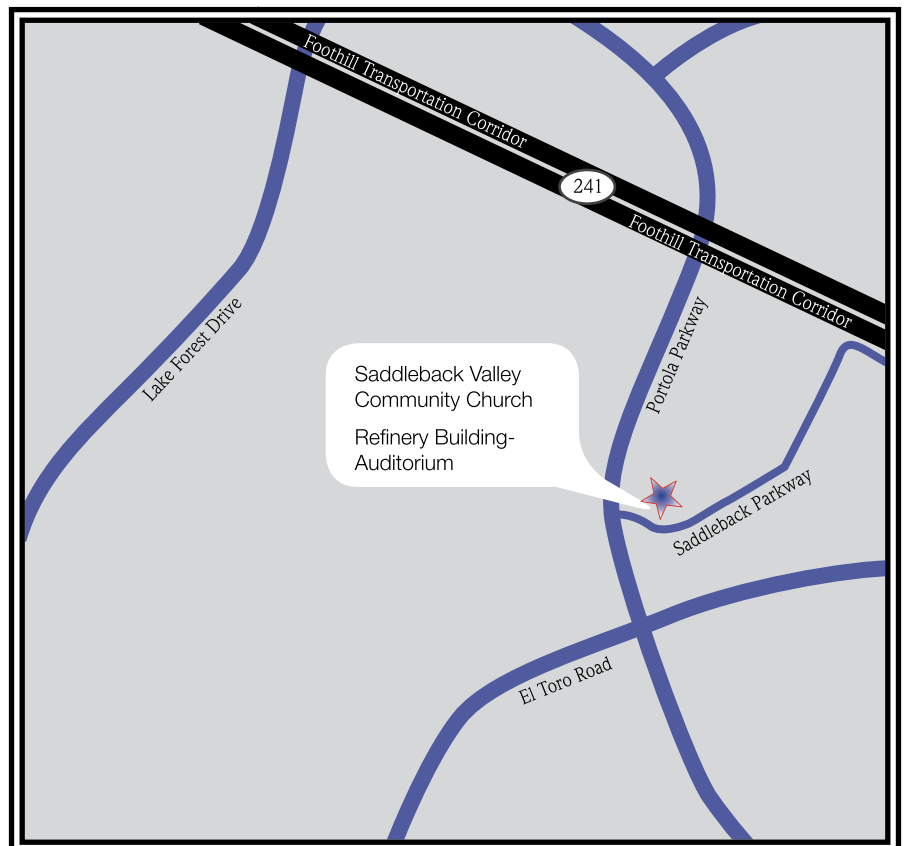 Foothill Transportation Corridor
241
Foothill Transportation Corridor
Lake Forest Drive
Portola Parkway
Saddleback Valley
Community Church
Refinery Building-
Auditorium
Saddleback Parkway
El Toro Road